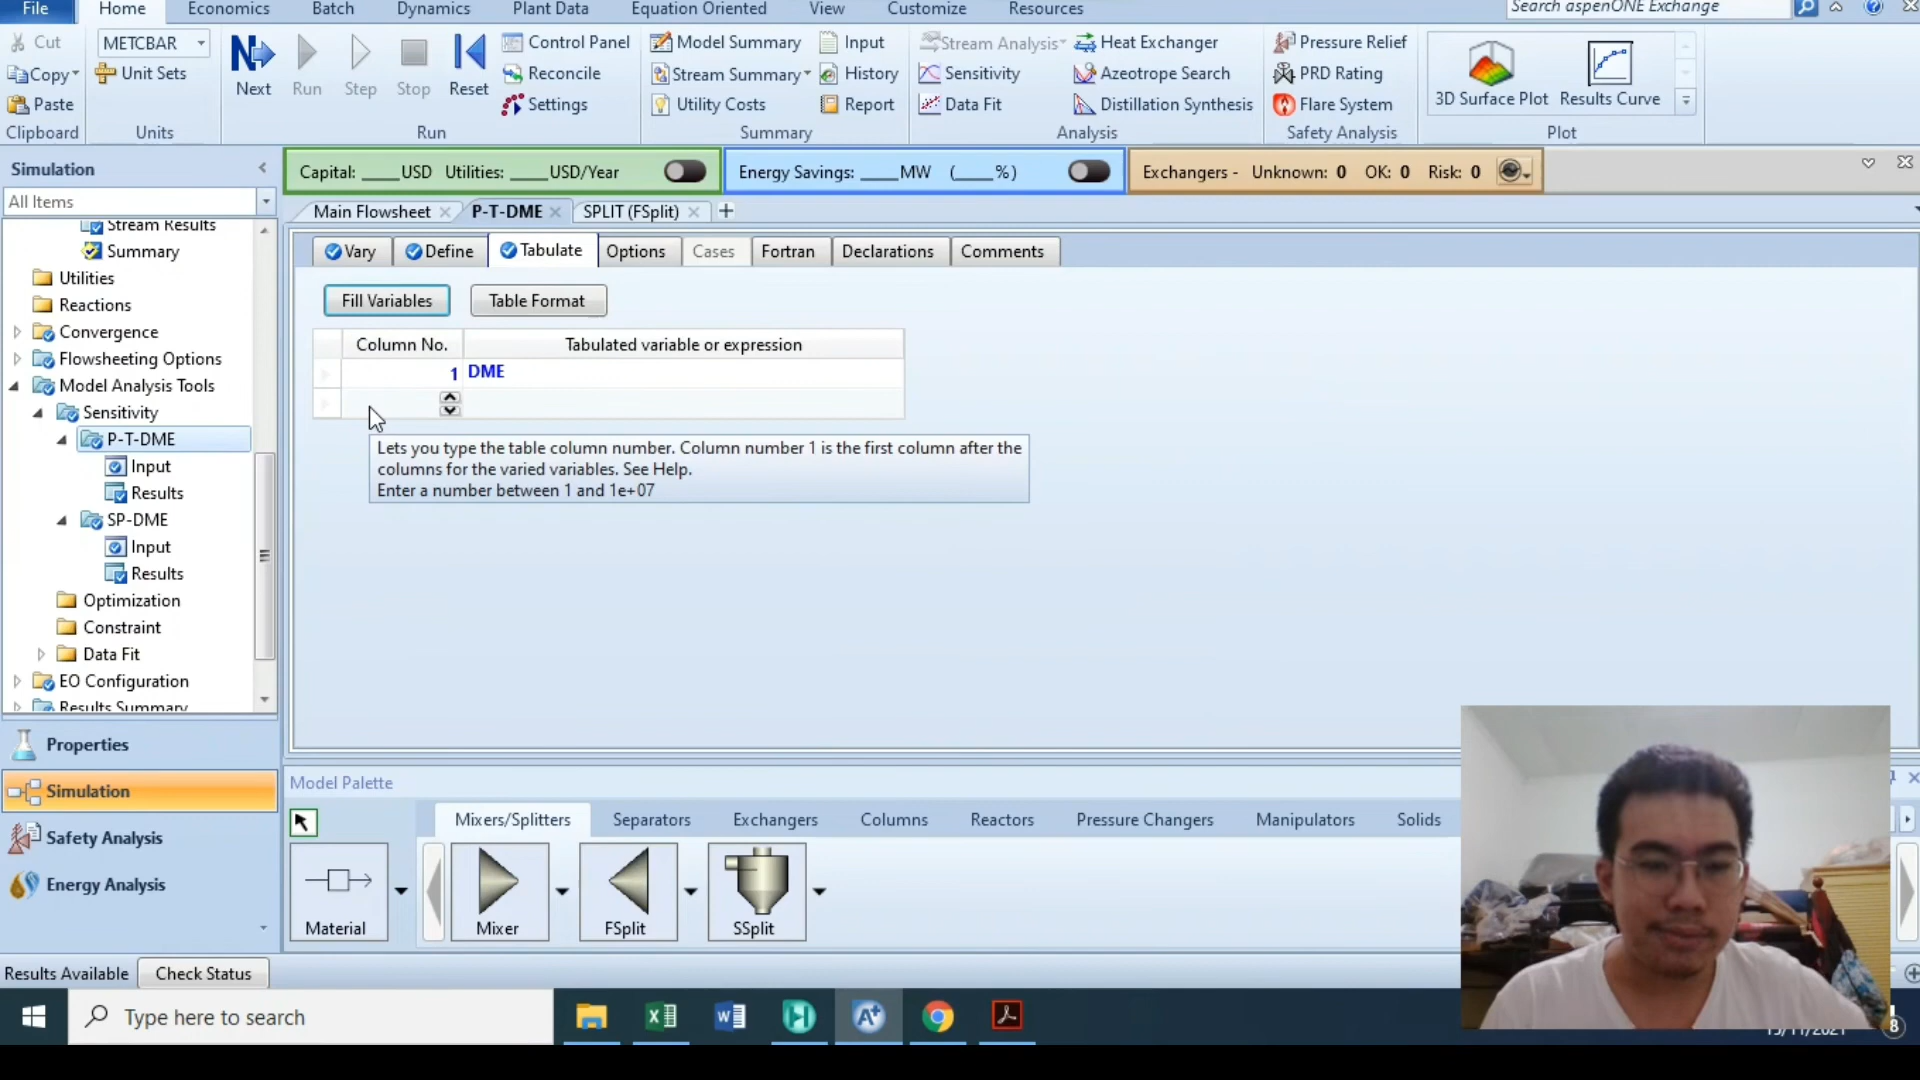 File Home Economics Batch Dynamics Plant Data Equation Oriented View Customize Resources Search aspenONE Exchange
Cut METCBAR Control Panel Model Summary Input Stream Analysis Heat Exchanger Pressure Relief
Copy Unit Sets Reconcile Stream Summary History Sensitivity Azeotrope Search PRD Rating
Next Run Step Stop Reset 3D Surface Plot Results Curve
Paste Settings Utility Costs Report Data Fit Distillation Synthesis Flare System
Clipboard Units Run Summary Analysis Safety Analysis Plot
Simulation
Capital: ____USD Utilities: ____USD/Year Energy Savings: ____MW (____%) Exchangers - Unknown: 0 OK: 0 Risk: 0
All Items
Main Flowsheet P-T-DME SPLIT (FSplit)
Stream Results
Summary
Utilities
Reactions
Convergence
Flowsheeting Options
Model Analysis Tools
Sensitivity
P-T-DME
Input
Results
SP-DME
Input
Results
Optimization
Constraint
Data Fit
EO Configuration
Results Summary
Vary Define Tabulate Options Cases Fortran Declarations Comments
Fill Variables Table Format
Column No. Tabulated variable or expression
1 DME
Lets you type the table column number. Column number 1 is the first column after the
columns for the varied variables. See Help.
Enter a number between 1 and 1e+07
Properties
Simulation
Safety Analysis
Energy Analysis
Model Palette
Mixers/Splitters Separators Exchangers Columns Reactors Pressure Changers Manipulators Solids
Material Mixer FSplit SSplit
Results Available Check Status
Type here to search